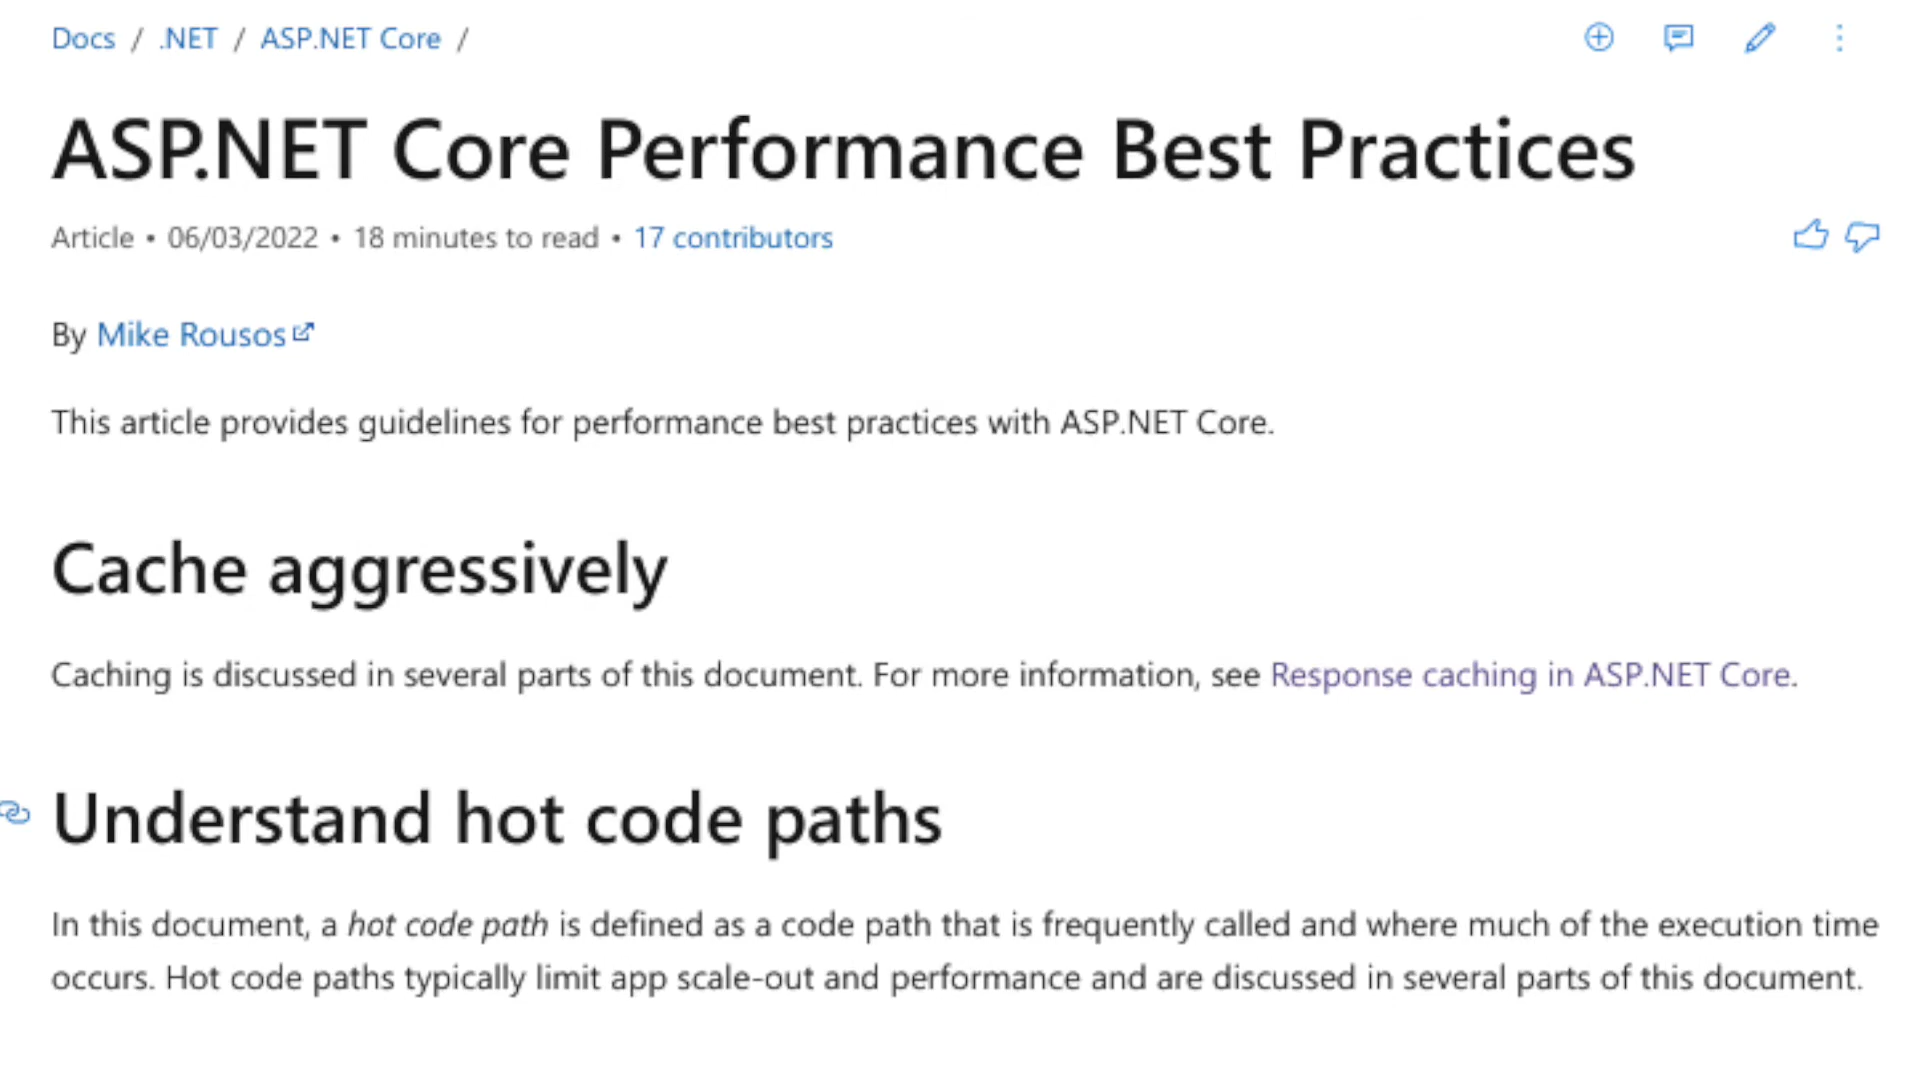 Docs / .NET / ASP.NET Core /
ASP.NET Core Performance Best Practices
Article • 06/03/2022 • 18 minutes to read • 17 contributors
By Mike Rousos
This article provides guidelines for performance best practices with ASP.NET Core.
Cache aggressively
Caching is discussed in several parts of this document. For more information, see Response caching in ASP.NET Core.
Understand hot code paths
In this document, a hot code path is defined as a code path that is frequently called and where much of the execution time
occurs. Hot code paths typically limit app scale-out and performance and are discussed in several parts of this document.